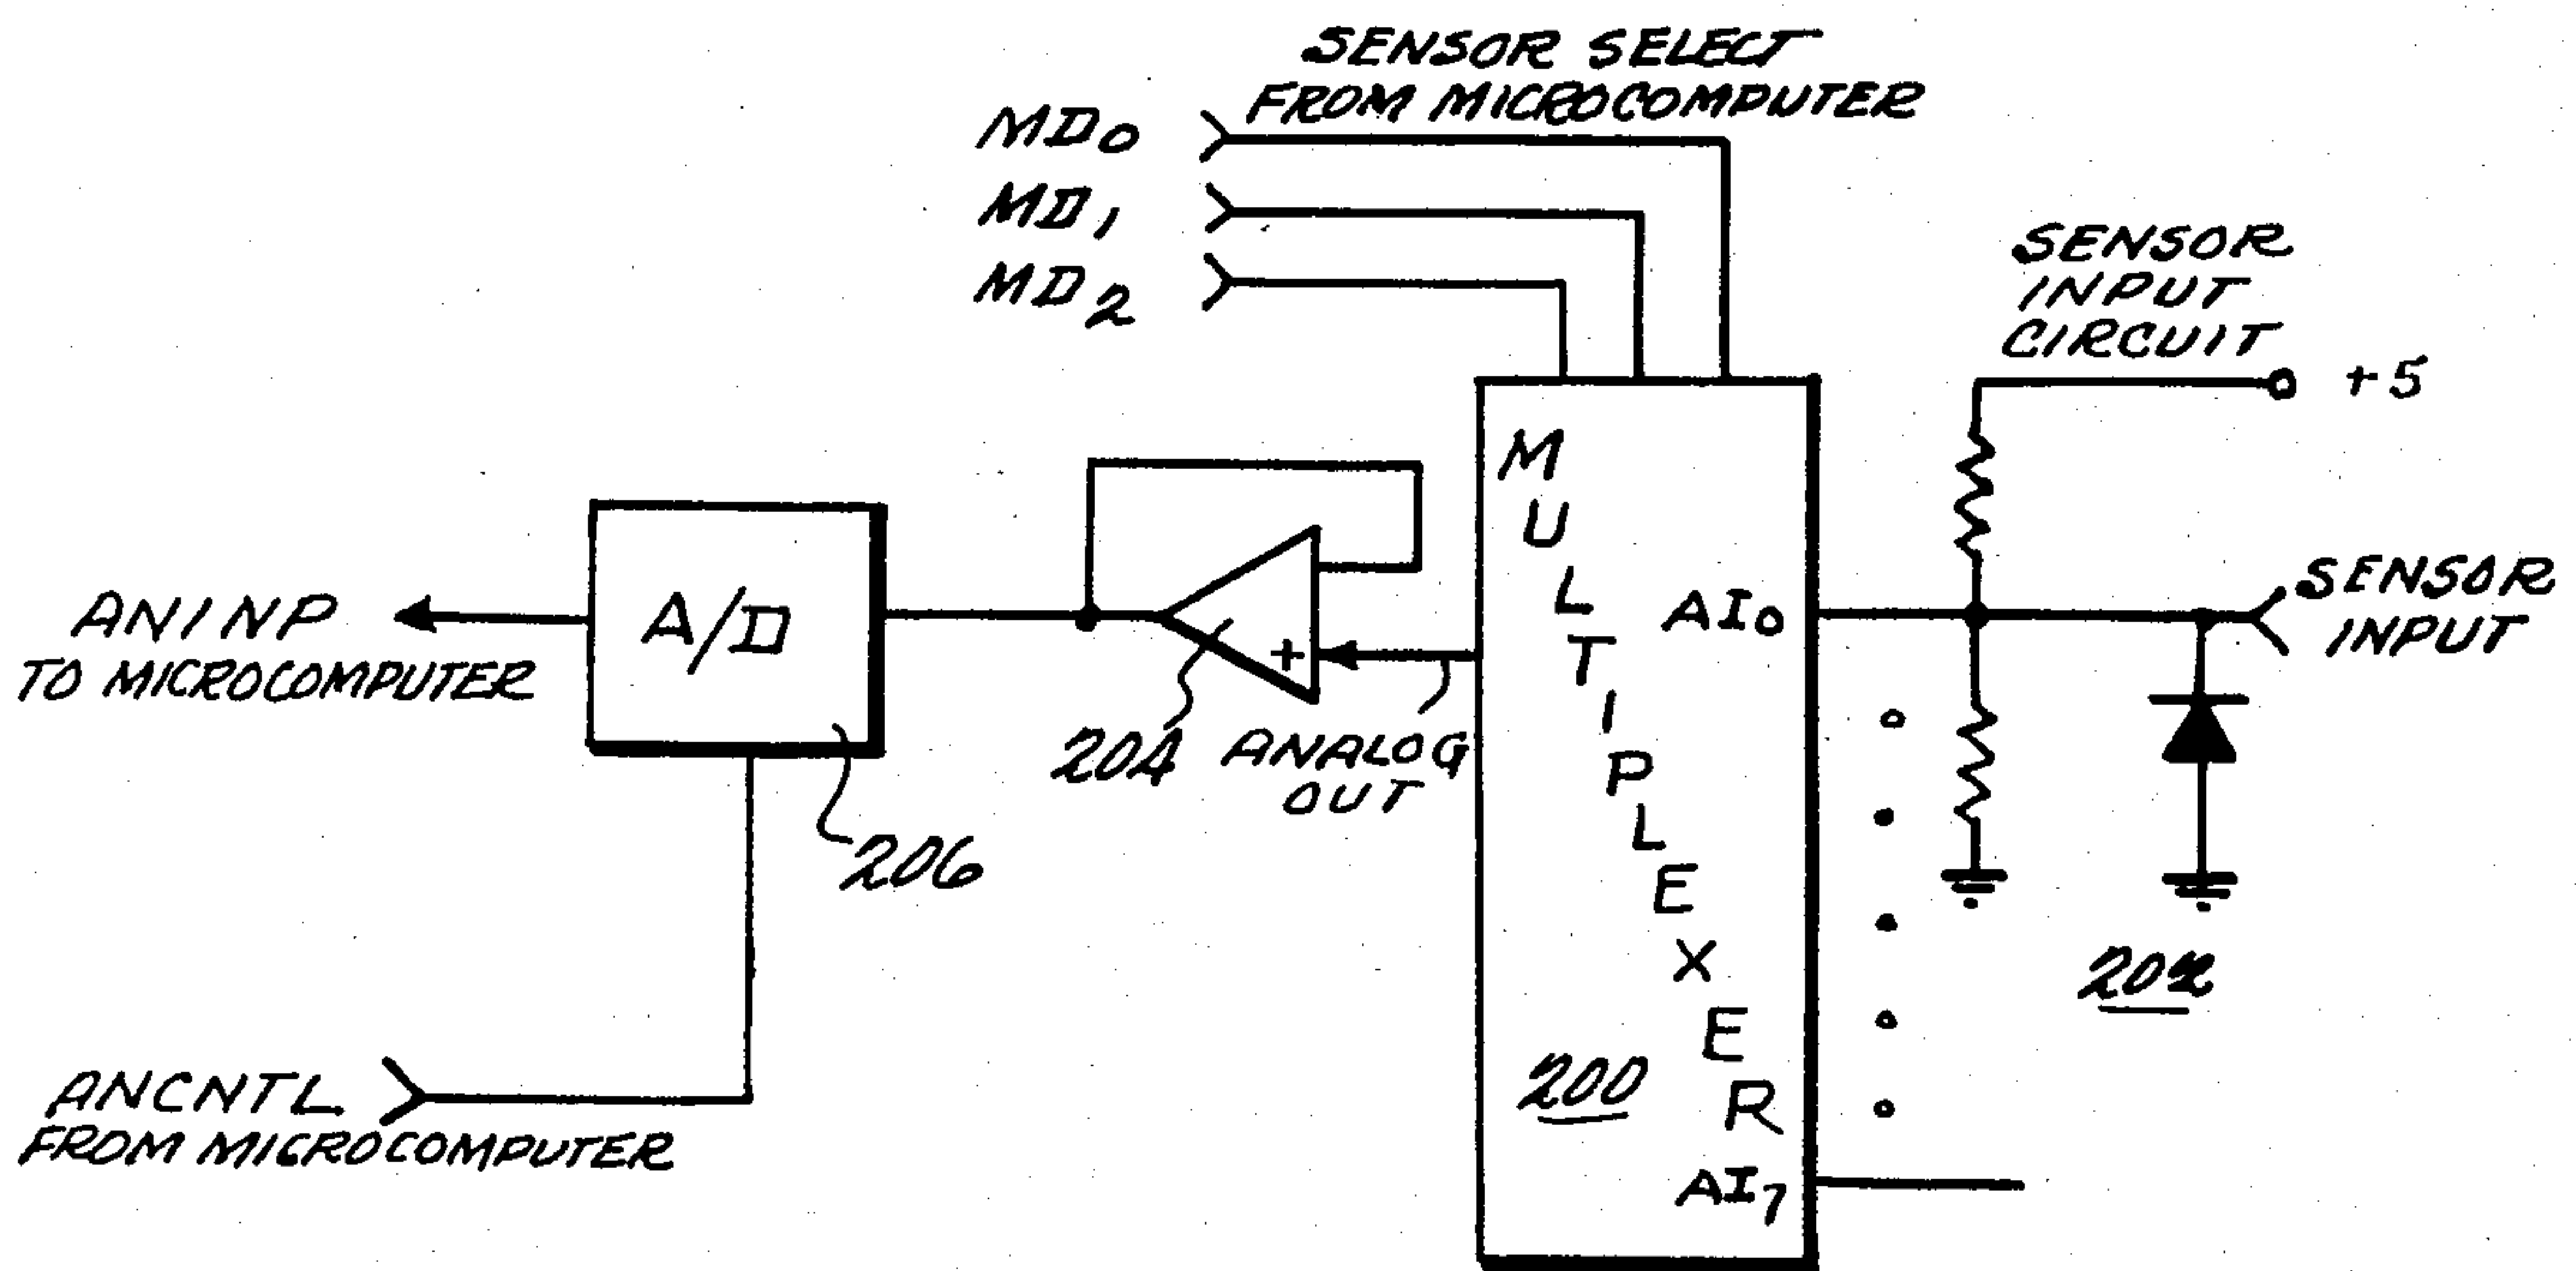 SENSOR SELECT
FROM MICROCOMPUTER
MD0
MD1
MD2
SENSOR
INPUT
CIRCUIT
+5
MULTIPLEXER
AI0
SENSOR
INPUT
A/D
ANINP
TO MICROCOMPUTER
+
204
ANALOG
OUT
206
202
200
ANCNTL
FROM MICROCOMPUTER
AI7